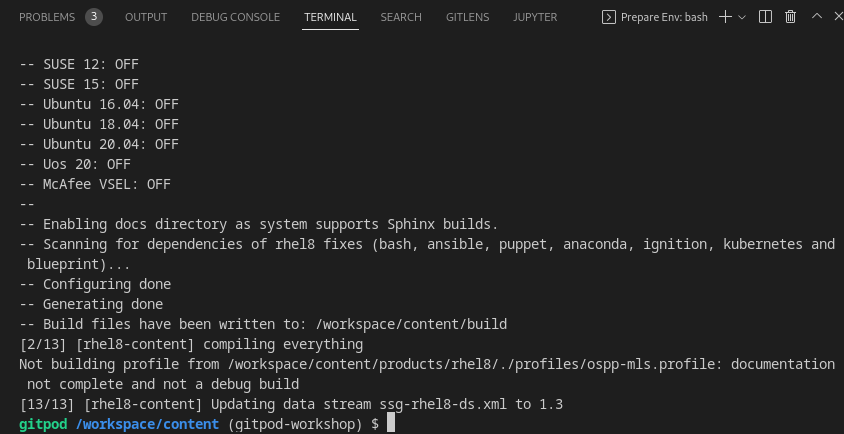 PROBLEMS 3 OUTPUT DEBUG CONSOLE TERMINAL SEARCH GITLENS JUPYTER Prepare Env: bash
-- SUSE 12: OFF
-- SUSE 15: OFF
-- Ubuntu 16.04: OFF
-- Ubuntu 18.04: OFF
-- Ubuntu 20.04: OFF
-- Uos 20: OFF
-- McAfee VSEL: OFF
--
-- Enabling docs directory as system supports Sphinx builds.
-- Scanning for dependencies of rhel8 fixes (bash, ansible, puppet, anaconda, ignition, kubernetes and
blueprint)...
-- Configuring done
-- Generating done
-- Build files have been written to: /workspace/content/build
[2/13] [rhel8-content] compiling everything
Not building profile from /workspace/content/products/rhel8/./profiles/ospp-mls.profile: documentation
not complete and not a debug build
[13/13] [rhel8-content] Updating data stream ssg-rhel8-ds.xml to 1.3
gitpod /workspace/content (gitpod-workshop) $